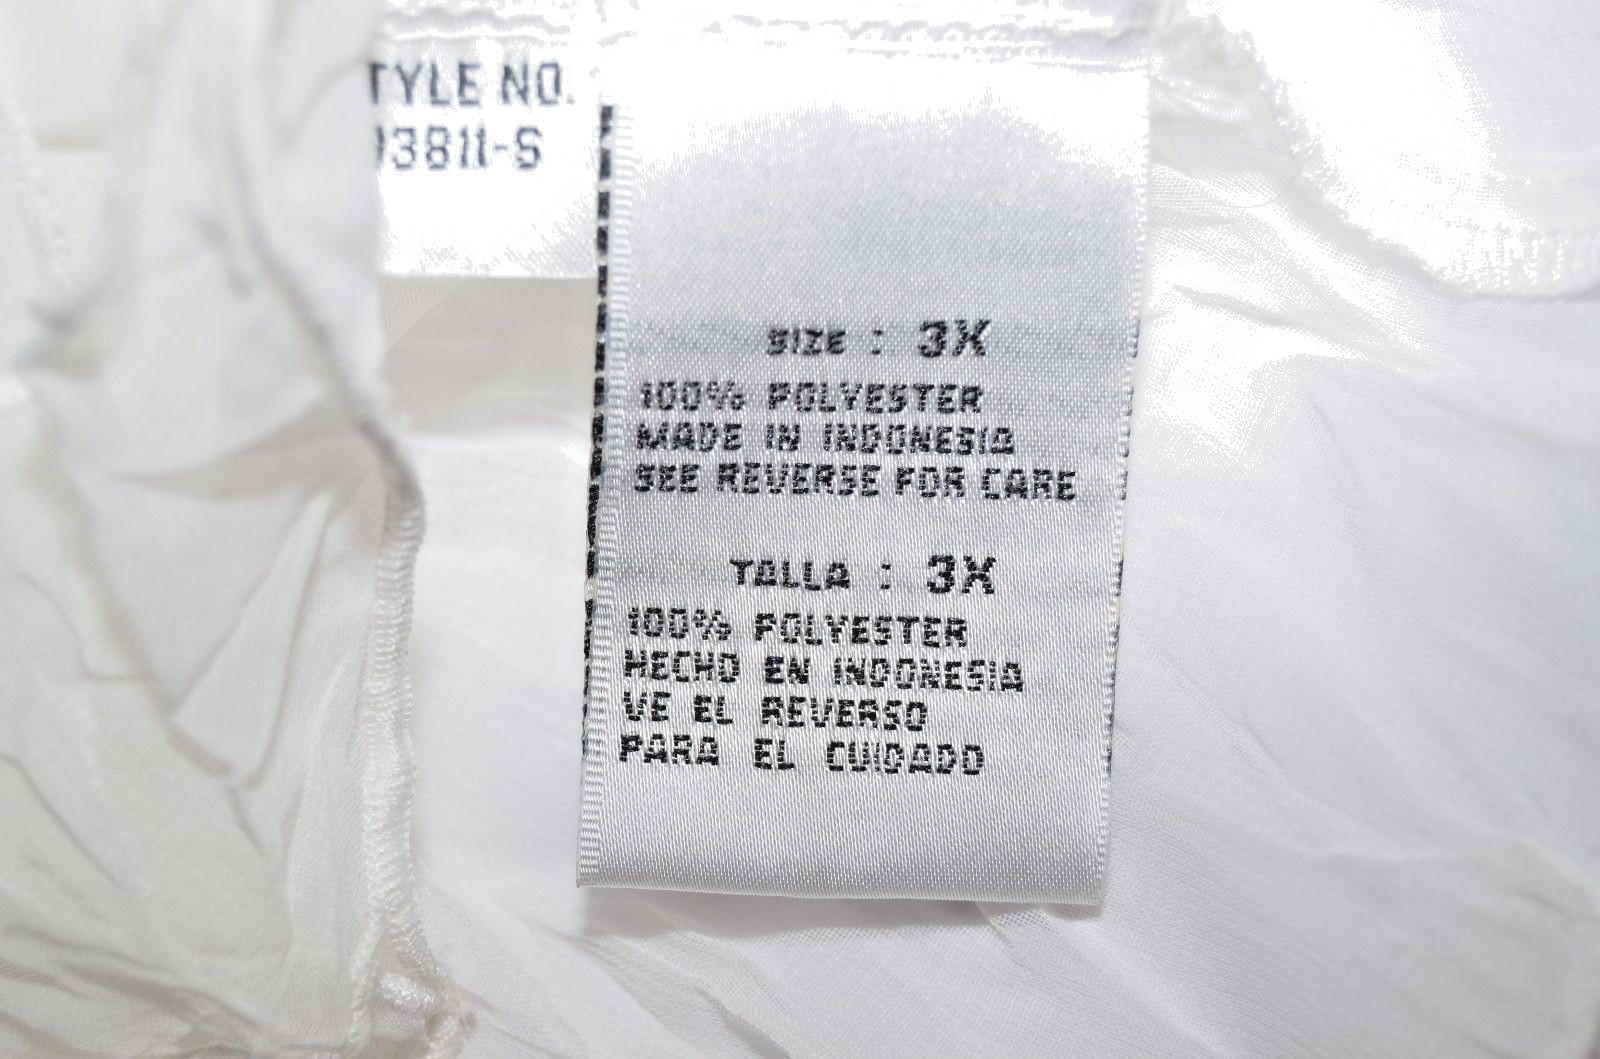 TYLE NO.
3811-S
SIZE : 3X
100% POLYESTER
MADE IN INDONESIA
SEE REVERSE FOR CARE
TALLA : 3X
100% POLYESTER
HECHO EN INDONESIA
VE EL REVERSO
PARA EL CUIDADO